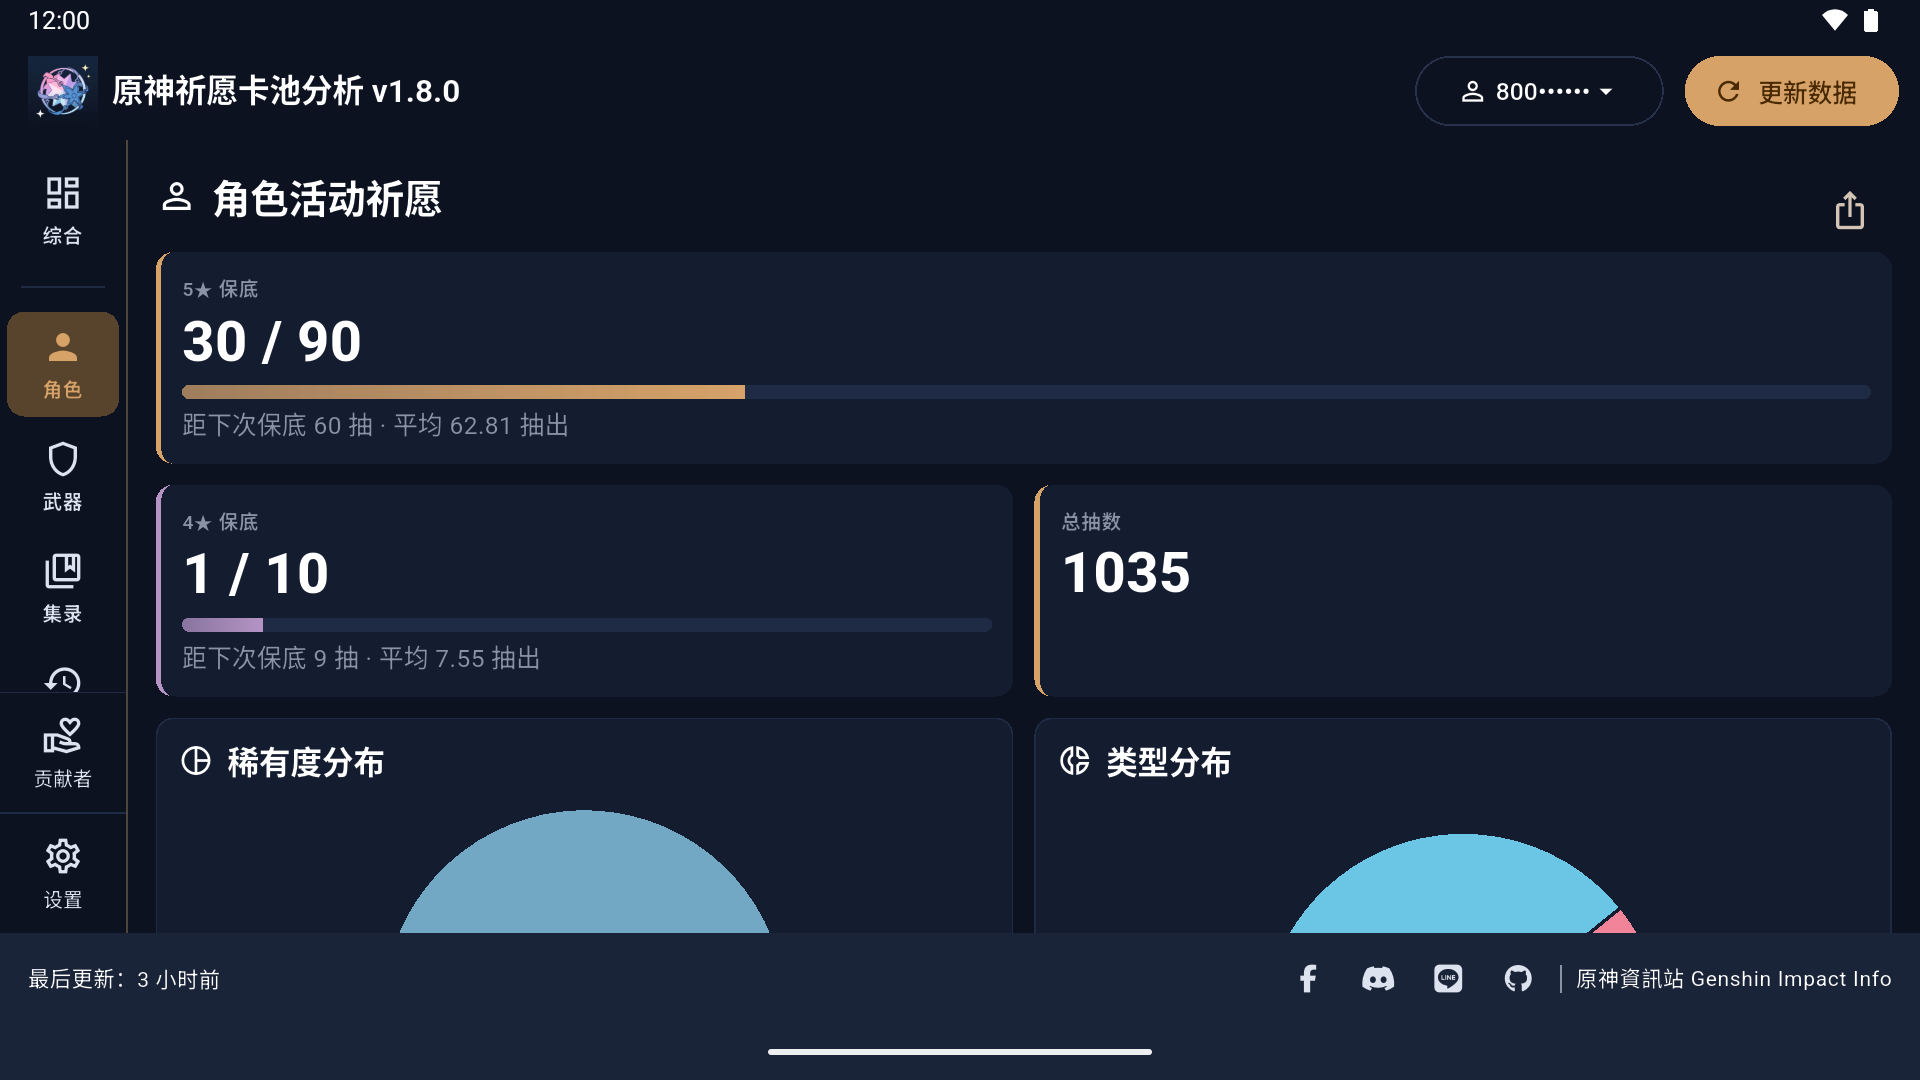 12:00
原神祈愿卡池分析 v1.8.0
800••••••
更新数据
综合
角色
武器
集录
贡献者
设置
角色活动祈愿
5★ 保底
30 / 90
距下次保底 60 抽 · 平均 62.81 抽出
4★ 保底
1 / 10
距下次保底 9 抽 · 平均 7.55 抽出
总抽数
1035
稀有度分布
类型分布
最后更新：3 小时前
LINE
原神資訊站 Genshin Impact Info